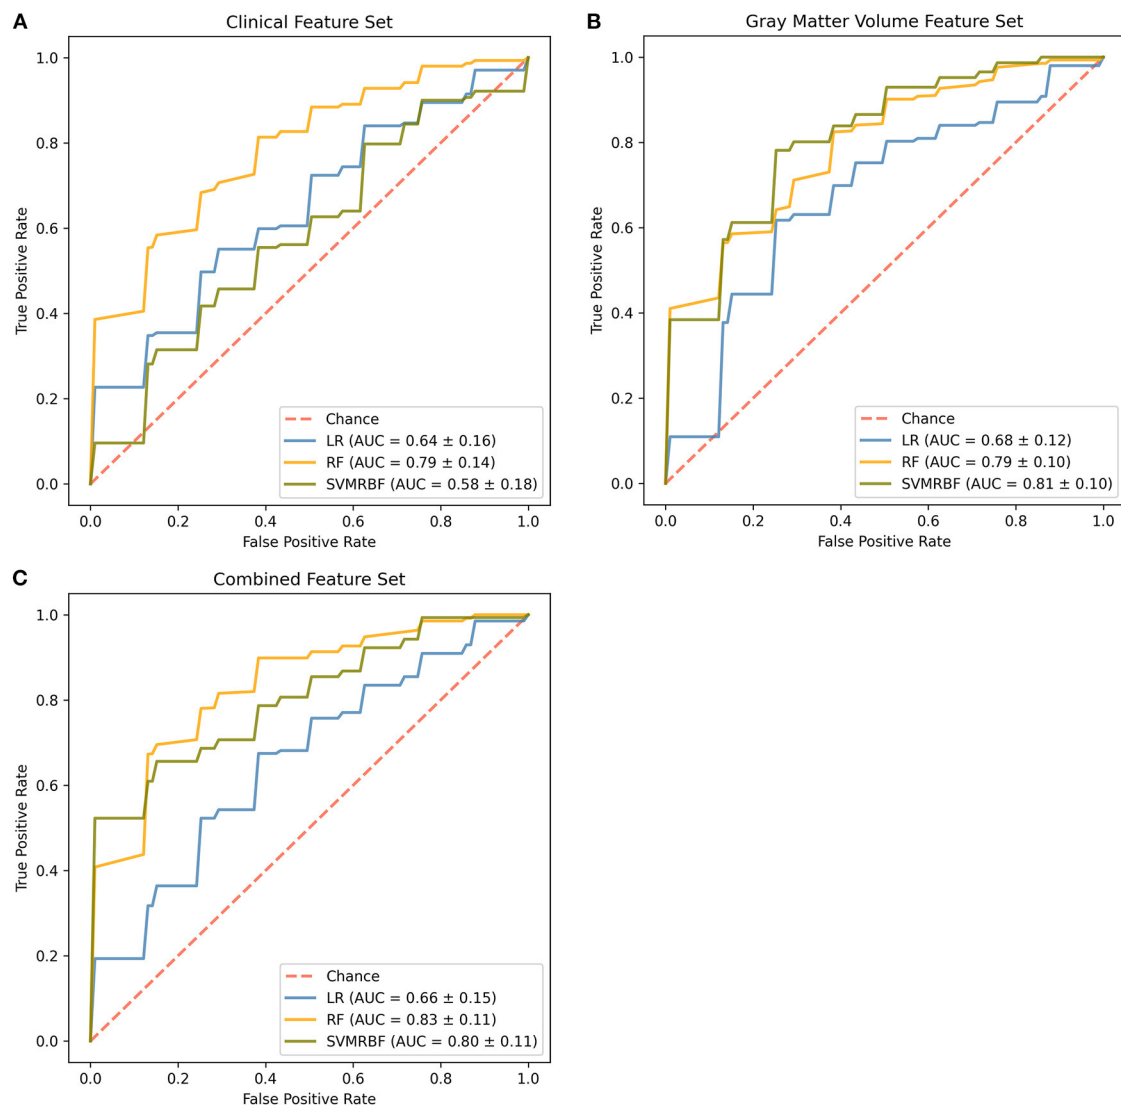 A
Clinical Feature Set
1.0
0.8
0.6
0.4
0.2
0.0
True Positive Rate
Chance
LR (AUC = 0.64 ± 0.16)
RF (AUC = 0.79 ± 0.14)
SVMRBF (AUC = 0.58 ± 0.18)
0.0 0.2 0.4 0.6 0.8 1.0
False Positive Rate
B
Gray Matter Volume Feature Set
1.0
0.8
0.6
0.4
0.2
0.0
True Positive Rate
Chance
LR (AUC = 0.68 ± 0.12)
RF (AUC = 0.79 ± 0.10)
SVMRBF (AUC = 0.81 ± 0.10)
0.0 0.2 0.4 0.6 0.8 1.0
False Positive Rate
C
Combined Feature Set
1.0
0.8
0.6
0.4
0.2
0.0
True Positive Rate
Chance
LR (AUC = 0.66 ± 0.15)
RF (AUC = 0.83 ± 0.11)
SVMRBF (AUC = 0.80 ± 0.11)
0.0 0.2 0.4 0.6 0.8 1.0
False Positive Rate